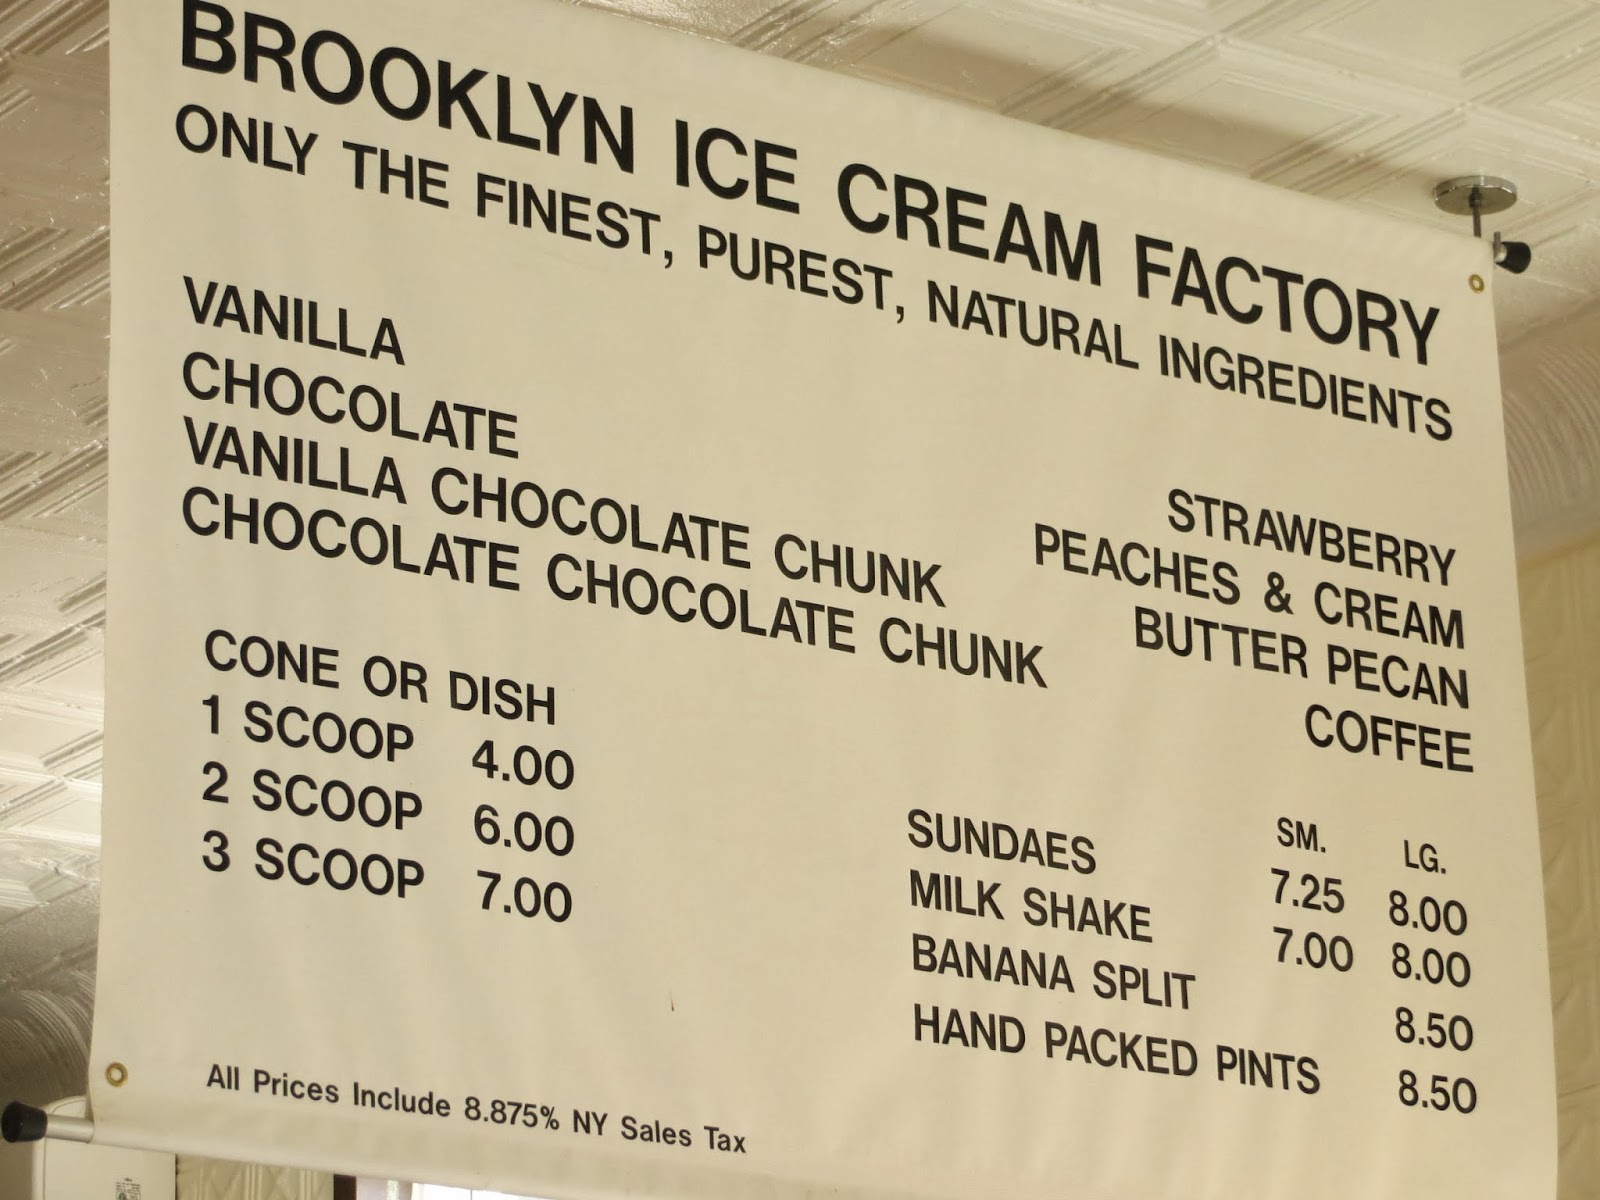 BROOKLYN ICE CREAM FACTORY
ONLY THE FINEST, PUREST, NATURAL INGREDIENTS
VANILLA
CHOCOLATE
VANILLA CHOCOLATE CHUNK
CHOCOLATE CHOCOLATE CHUNK
STRAWBERRY
PEACHES & CREAM
BUTTER PECAN
COFFEE
CONE OR DISH
1 SCOOP 4.00
2 SCOOP 6.00
3 SCOOP 7.00
SM. LG.
SUNDAES 7.25 8.00
MILK SHAKE 7.00 8.00
BANANA SPLIT 8.50
HAND PACKED PINTS 8.50
All Prices Include 8.875% NY Sales Tax